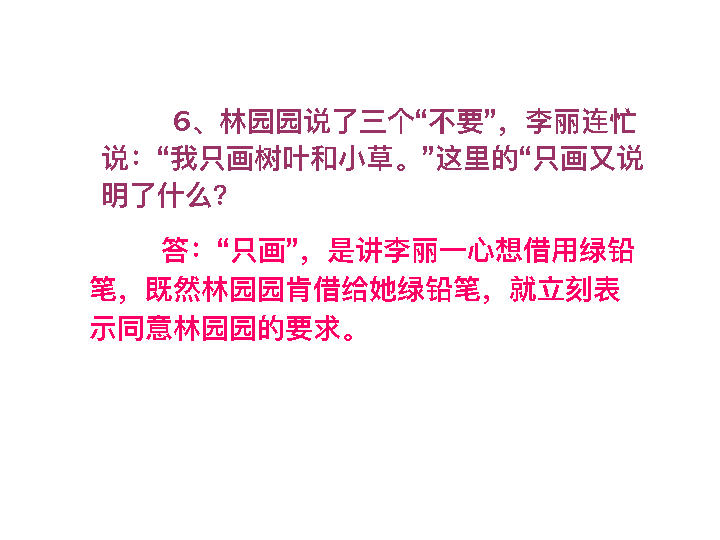 6、林园园说了三个“不要”，李丽连忙
说：“我只画树叶和小草。”这里的“只画又说
明了什么？
答：“只画”，是讲李丽一心想借用绿铅
笔，既然林园园肯借给她绿铅笔，就立刻表
示同意林园园的要求。